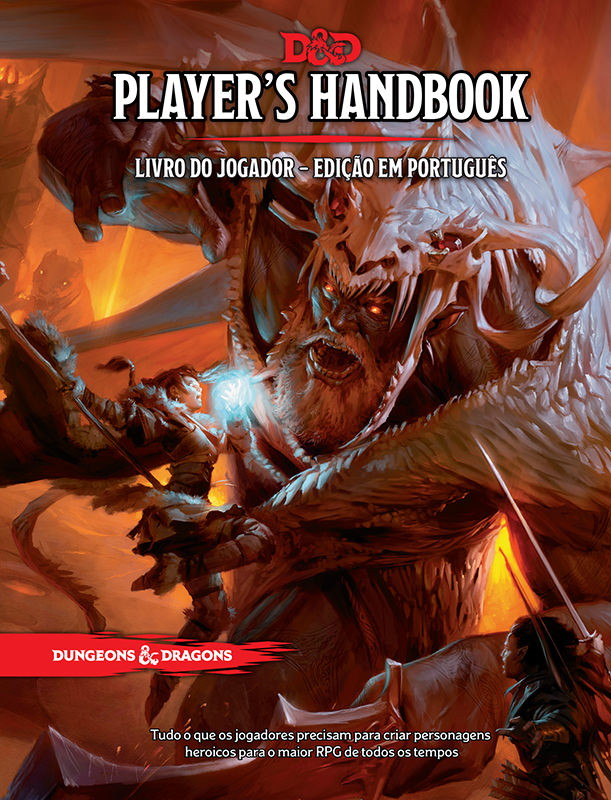 D&D
PLAYER'S HANDBOOK
LIVRO DO JOGADOR – EDIÇÃO EM PORTUGUÊS
DUNGEONS & DRAGONS
Tudo o que os jogadores precisam para criar personagens
heroicos para o maior RPG de todos os tempos